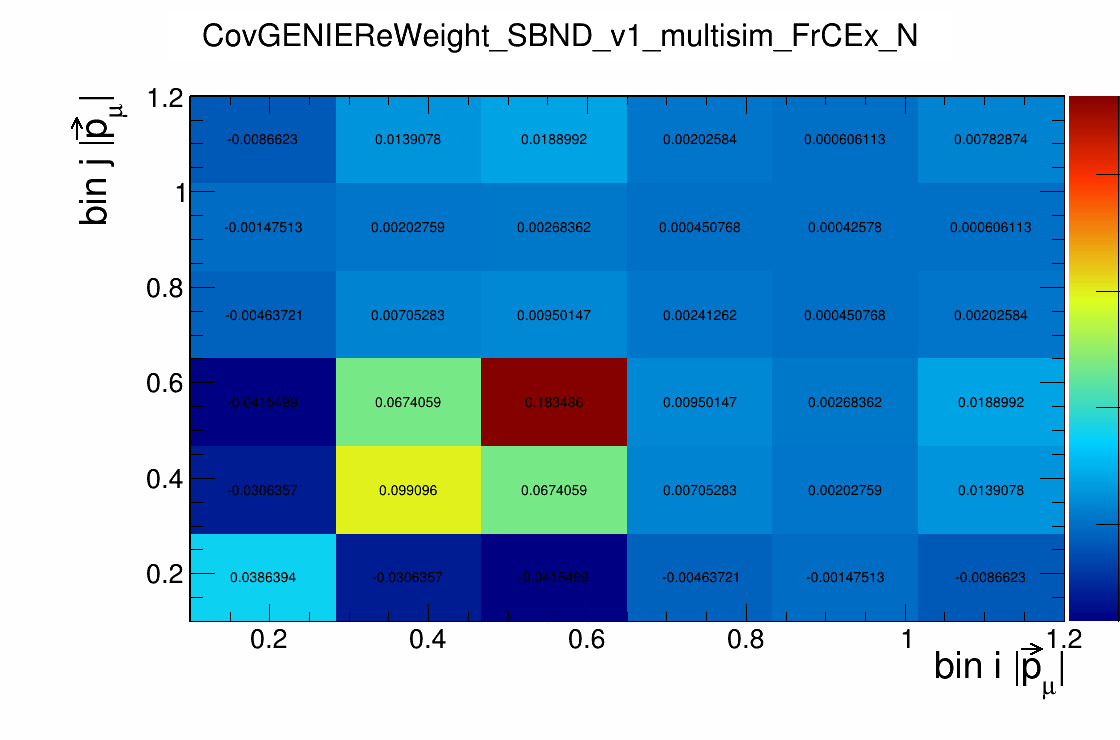 CovGENIEReWeight_SBND_v1_multisim_FrCEx_N
bin j |p⃗μ|
1.2
-0.0086623 0.0139078 0.0188992 0.00202584 0.000606113 0.00782874
1
-0.00147513 0.00202759 0.00268362 0.000450768 0.00042578 0.000606113
0.8
-0.00463721 0.00705283 0.00950147 0.00241262 0.000450768 0.00202584
0.6
-0.0415499 0.0674059 0.183486 0.00950147 0.00268362 0.0188992
0.4
-0.0306357 0.099096 0.0674059 0.00705283 0.00202759 0.0139078
0.2
0.0386394 -0.0306357 -0.0415499 -0.00463721 -0.00147513 -0.0086623
0.2 0.4 0.6 0.8 1 1.2
bin i |p⃗μ|